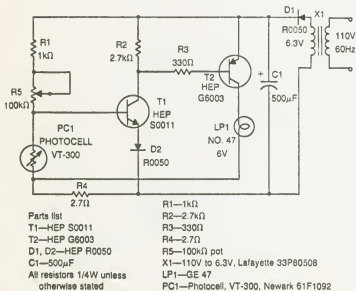 R1
1kΩ
R2
2.7kΩ
R3
330Ω
T2
HEP
G6003
D1
R0050
6.3V
X1
110V
60Hz
R5
100kΩ
T1
HEP
S0011
+
C1
500µF
PC1
PHOTOCELL
VT-300
D2
R0050
LP1
NO. 47
6V
R4
2.7Ω
Parts list
T1—HEP S0011
T2—HEP G6003
D1, D2—HEP R0050
C1—500µF
All resistors 1/4W unless
otherwise stated
R1—1kΩ
R2—2.7kΩ
R3—330Ω
R4—2.7Ω
R5—100kΩ pot
X1—110V to 6.3V, Lafayette 33P80508
LP1—GE 47
PC1—Photocell, VT-300, Newark 61F1092